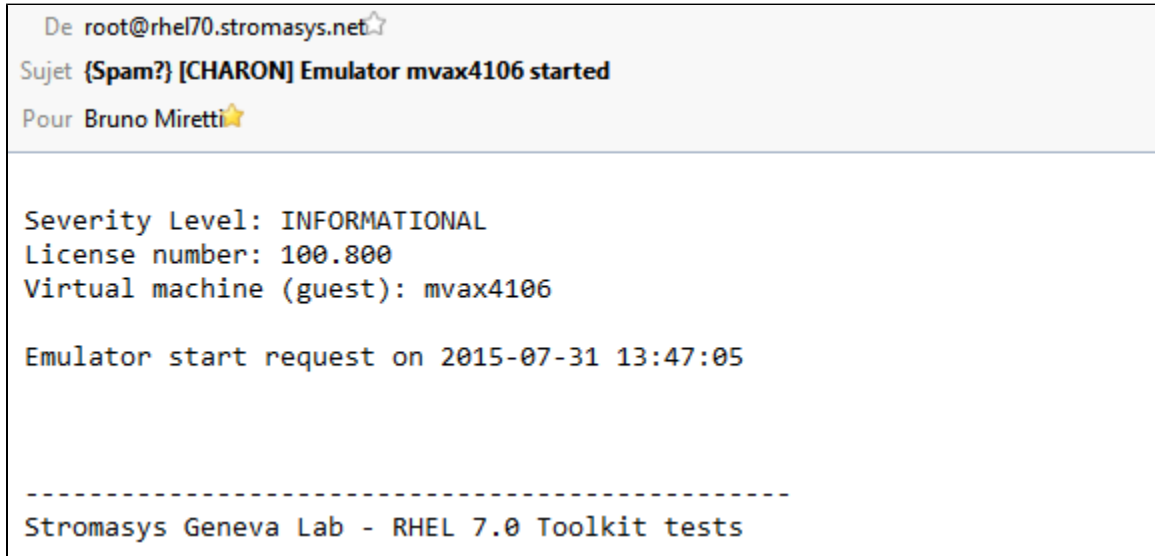 De root@rhel70.stromasys.net
Sujet {Spam?} [CHARON] Emulator mvax4106 started
Pour Bruno Miretti
Severity Level: INFORMATIONAL
License number: 100.800
Virtual machine (guest): mvax4106
Emulator start request on 2015-07-31 13:47:05
------------------------------------------------
Stromasys Geneva Lab - RHEL 7.0 Toolkit tests